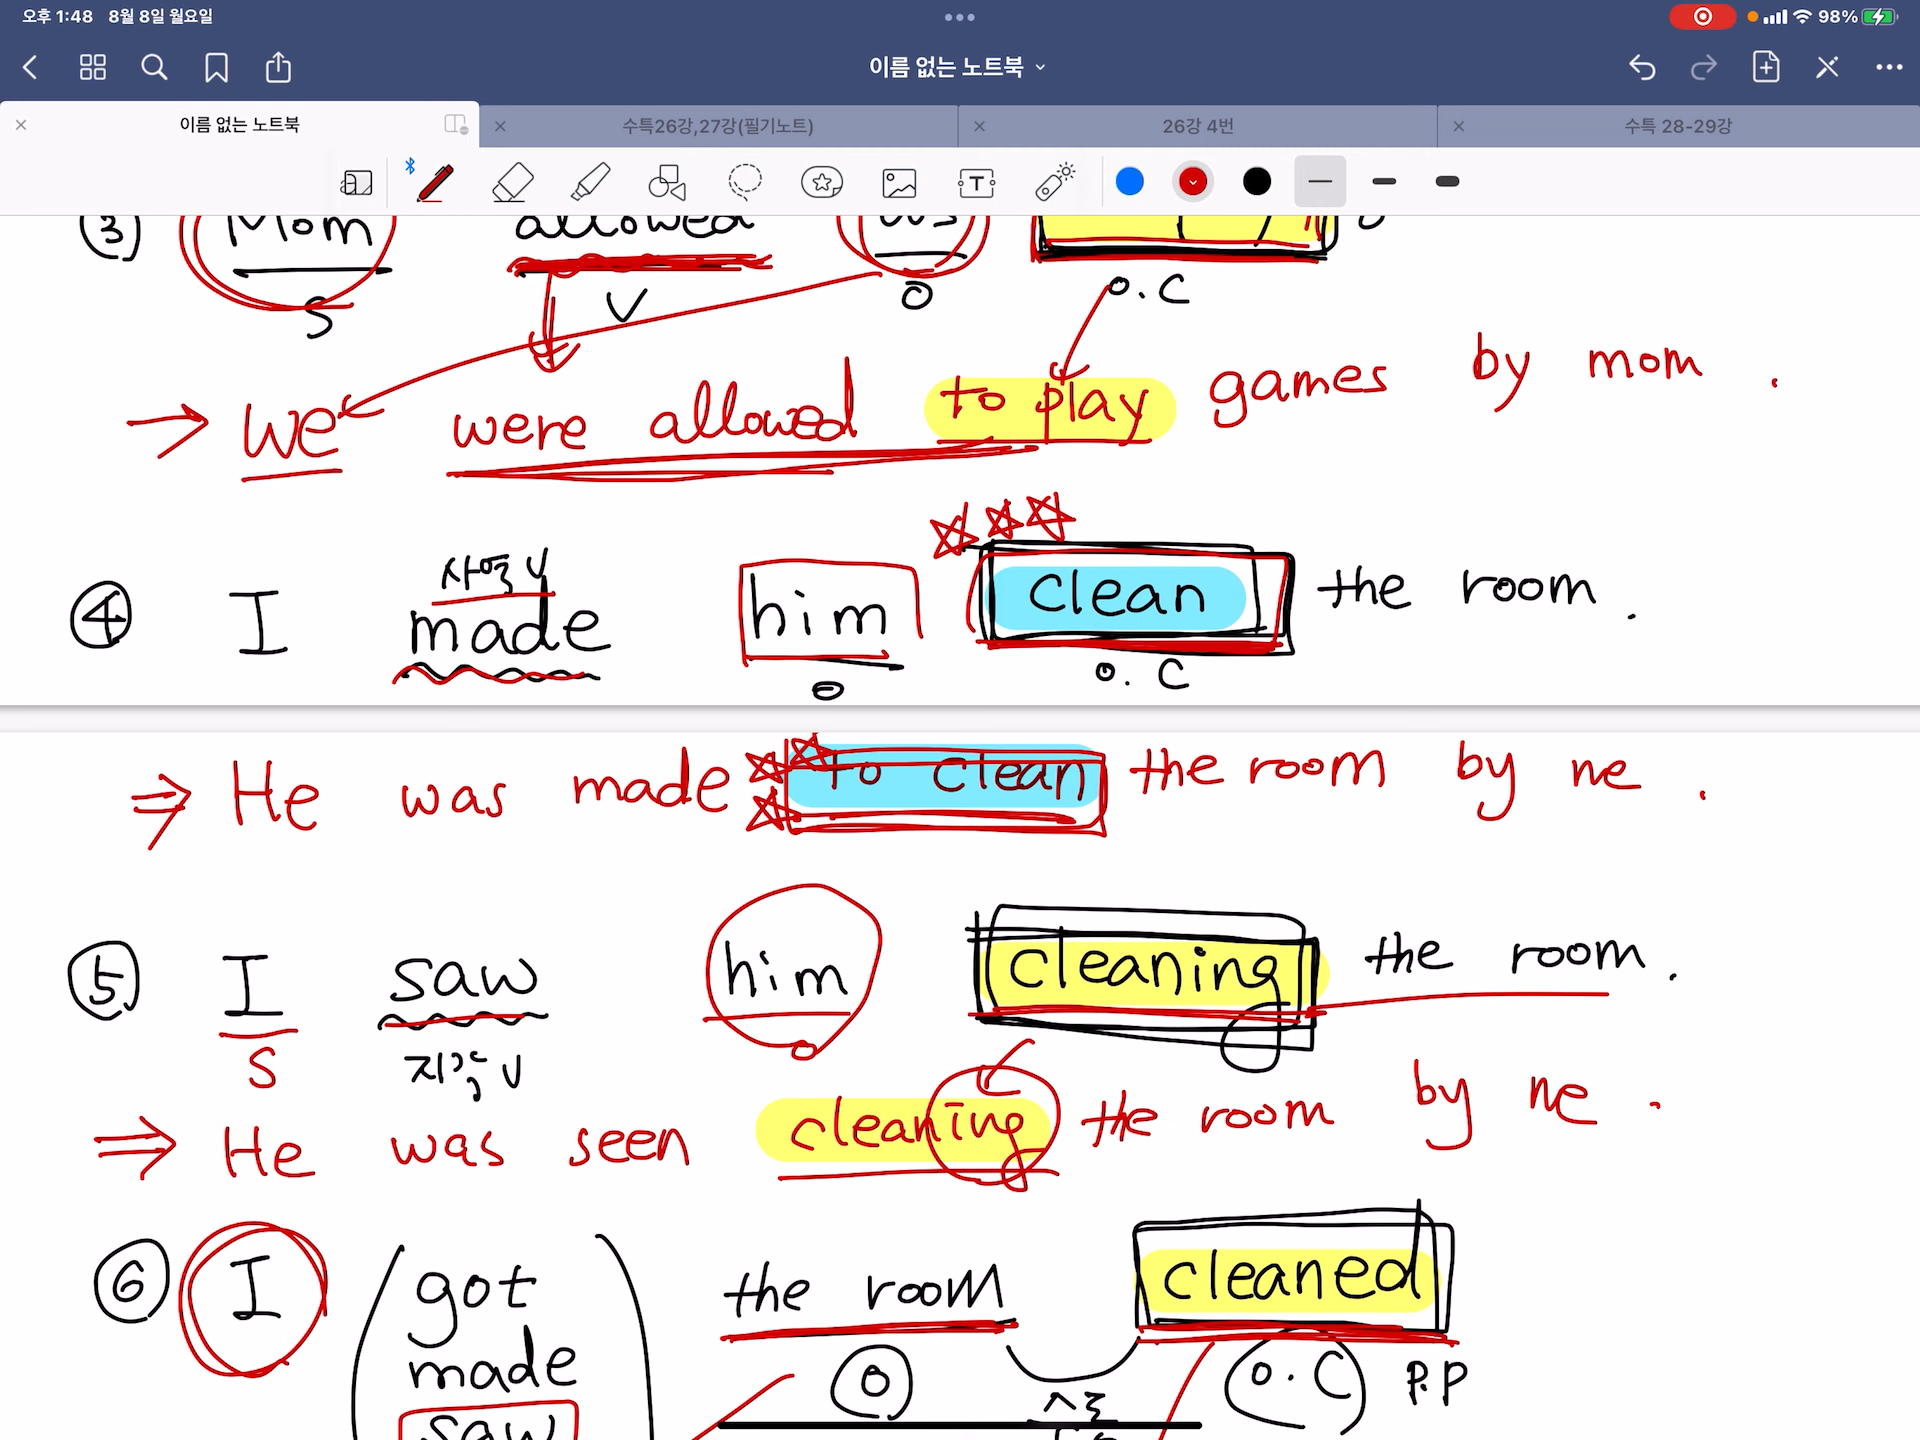 오후 1:48 8월 8일 월요일 98%
이름 없는 노트북
이름 없는 노트북 수특26강,27강(필기노트) 26강 4번 수특 28-29강
③ Mom allowed us
S V O O.C
→ We were allowed to play games by mom .
사역 V
④ I made him clean the room .
O O.C
⇒ He was made to clean the room by me .
⑤ I saw him cleaning the room .
S 지각 V O
⇒ He was seen cleaning the room by me .
⑥ I ( got ) the room cleaned
made O O.C P.P
saw